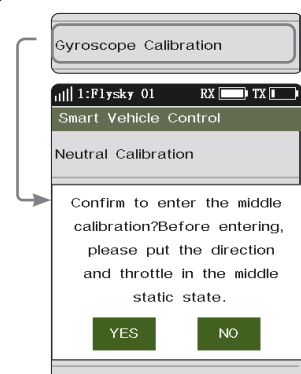 Gyroscope Calibration
1:Flysky 01 RX TX
Smart Vehicle Control
Neutral Calibration
Confirm to enter the middle
calibration?Before entering,
please put the direction
and throttle in the middle
static state.
YES NO